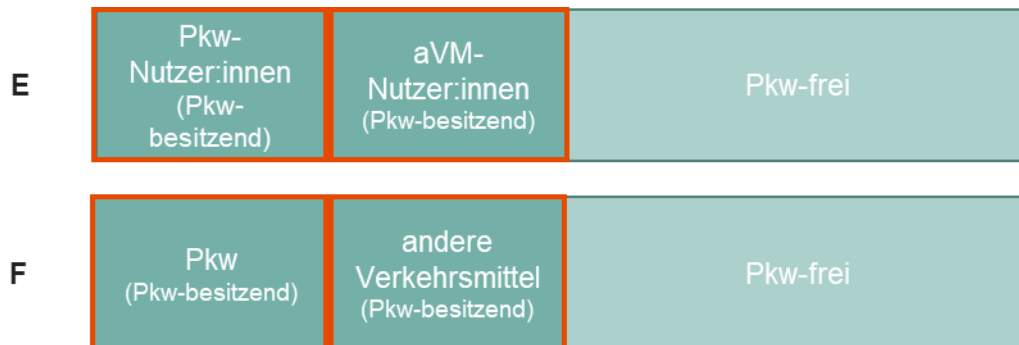 E
Pkw-
Nutzer:innen
(Pkw-
besitzend)
aVM-
Nutzer:innen
(Pkw-besitzend)
Pkw-frei
F
Pkw
(Pkw-besitzend)
andere
Verkehrsmittel
(Pkw-besitzend)
Pkw-frei